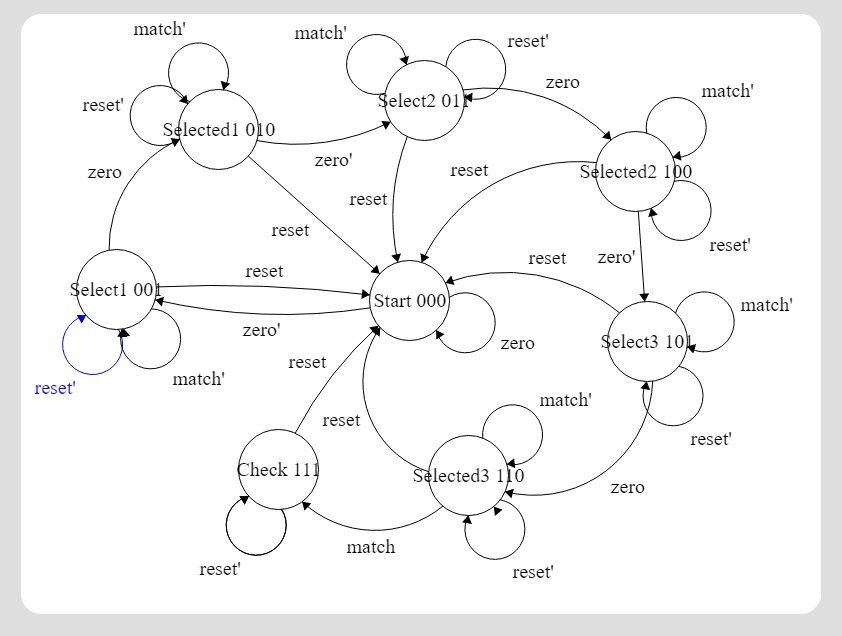 match'
match'
reset'
zero
match'
reset'
Select2 011
Selected1 010
zero'
zero
Selected2 100
reset
reset
reset
reset'
zero'
reset
reset
Select1 001
Start 000
match'
zero'
zero
Select3 101
reset
match'
reset'
match'
reset
reset'
Check 111
Selected3 110
zero
match
reset'
reset'